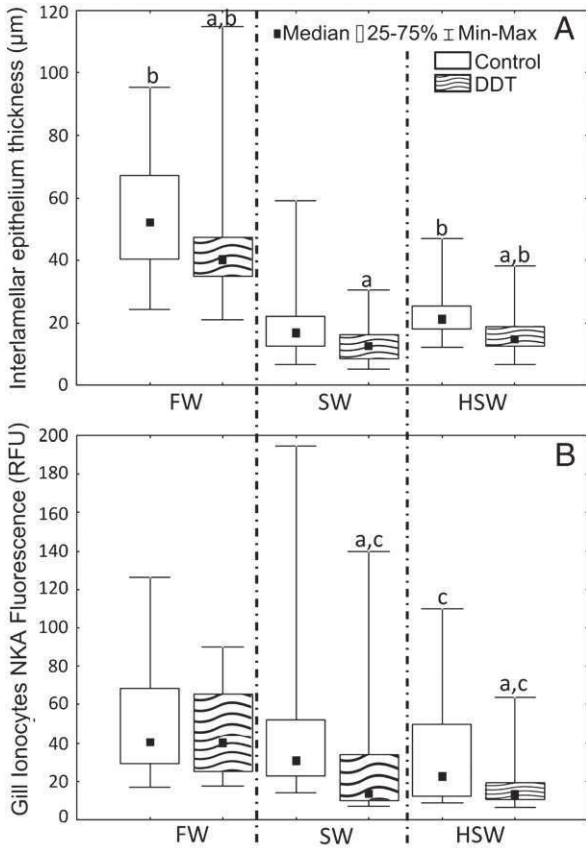 Interlamellar epithelium thickness (µm)
120
100
80
60
40
20
0
A
■ Median ▯ 25-75% ⌶ Min-Max
Control
DDT
b
a,b
a
b
a,b
FW SW HSW
Gill Ionocytes NKA Fluorescence (RFU)
200
180
160
140
120
100
80
60
40
20
0
B
a,c
c
a,c
FW SW HSW